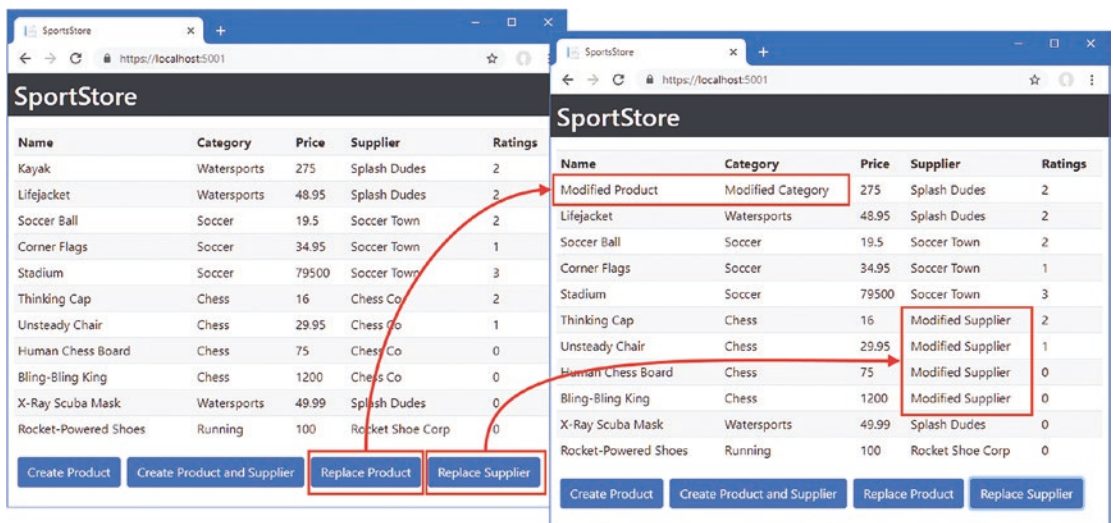 SportsStore
https://localhost:5001
SportStore
Name Category Price Supplier Ratings
Kayak Watersports 275 Splash Dudes 2
Lifejacket Watersports 48.95 Splash Dudes 2
Soccer Ball Soccer 19.5 Soccer Town 2
Corner Flags Soccer 34.95 Soccer Town 1
Stadium Soccer 79500 Soccer Town 3
Thinking Cap Chess 16 Chess Co 2
Unsteady Chair Chess 29.95 Chess Co 1
Human Chess Board Chess 75 Chess Co 0
Bling-Bling King Chess 1200 Chess Co 0
X-Ray Scuba Mask Watersports 49.99 Splash Dudes 0
Rocket-Powered Shoes Running 100 Rocket Shoe Corp 0
Create Product Create Product and Supplier Replace Product Replace Supplier
SportsStore
https://localhost:5001
SportStore
Name Category Price Supplier Ratings
Modified Product Modified Category 275 Splash Dudes 2
Lifejacket Watersports 48.95 Splash Dudes 2
Soccer Ball Soccer 19.5 Soccer Town 2
Corner Flags Soccer 34.95 Soccer Town 1
Stadium Soccer 79500 Soccer Town 3
Thinking Cap Chess 16 Modified Supplier 2
Unsteady Chair Chess 29.95 Modified Supplier 1
Human Chess Board Chess 75 Modified Supplier 0
Bling-Bling King Chess 1200 Modified Supplier 0
X-Ray Scuba Mask Watersports 49.99 Splash Dudes 0
Rocket-Powered Shoes Running 100 Rocket Shoe Corp 0
Create Product Create Product and Supplier Replace Product Replace Supplier